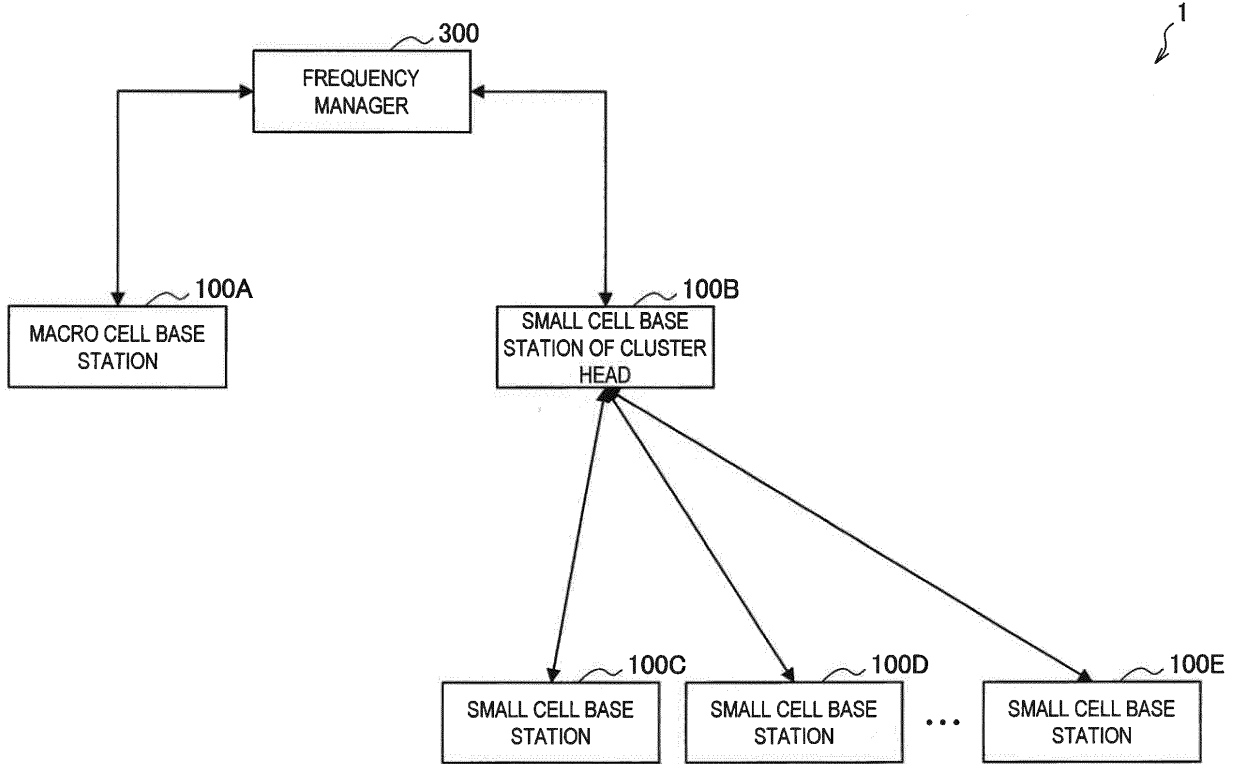 1
300
FREQUENCY
MANAGER
100A
MACRO CELL BASE
STATION
100B
SMALL CELL BASE
STATION OF CLUSTER
HEAD
100C
SMALL CELL BASE
STATION
100D
SMALL CELL BASE
STATION
...
100E
SMALL CELL BASE
STATION